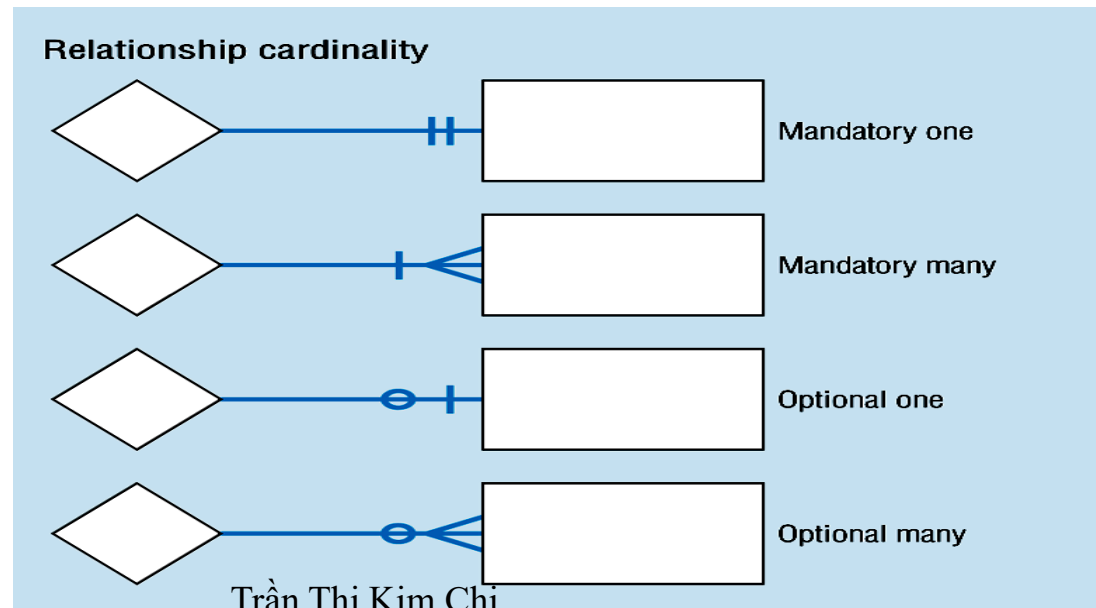 Relationship cardinality
Mandatory one
Mandatory many
Optional one
Optional many
Trần Thị Kim Chi